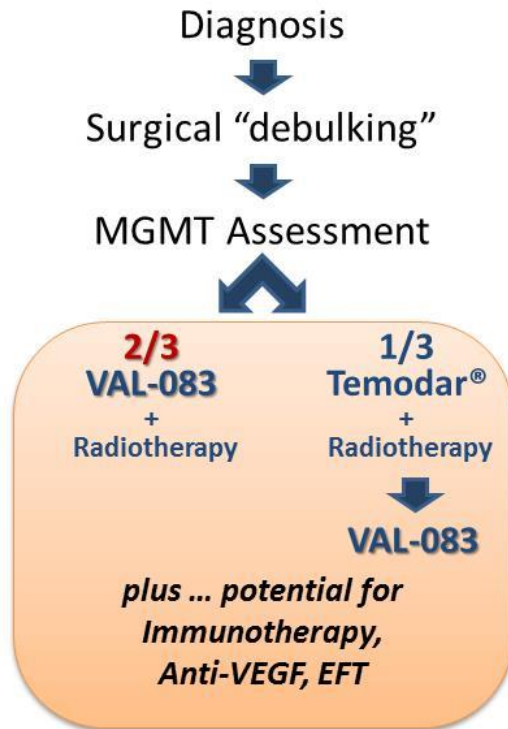 Diagnosis
Surgical “debulking”
MGMT Assessment
2/3
VAL-083
+
Radiotherapy
1/3
Temodar®
+
Radiotherapy
VAL-083
plus ... potential for
Immunotherapy,
Anti-VEGF, EFT